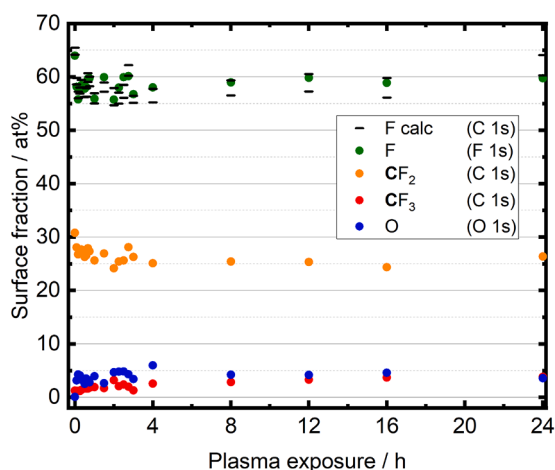 70
60
50
40
30
20
10
0
Surface fraction / at%
F calc (C 1s)
F (F 1s)
CF₂ (C 1s)
CF₃ (C 1s)
O (O 1s)
0 4 8 12 16 20 24
Plasma exposure / h